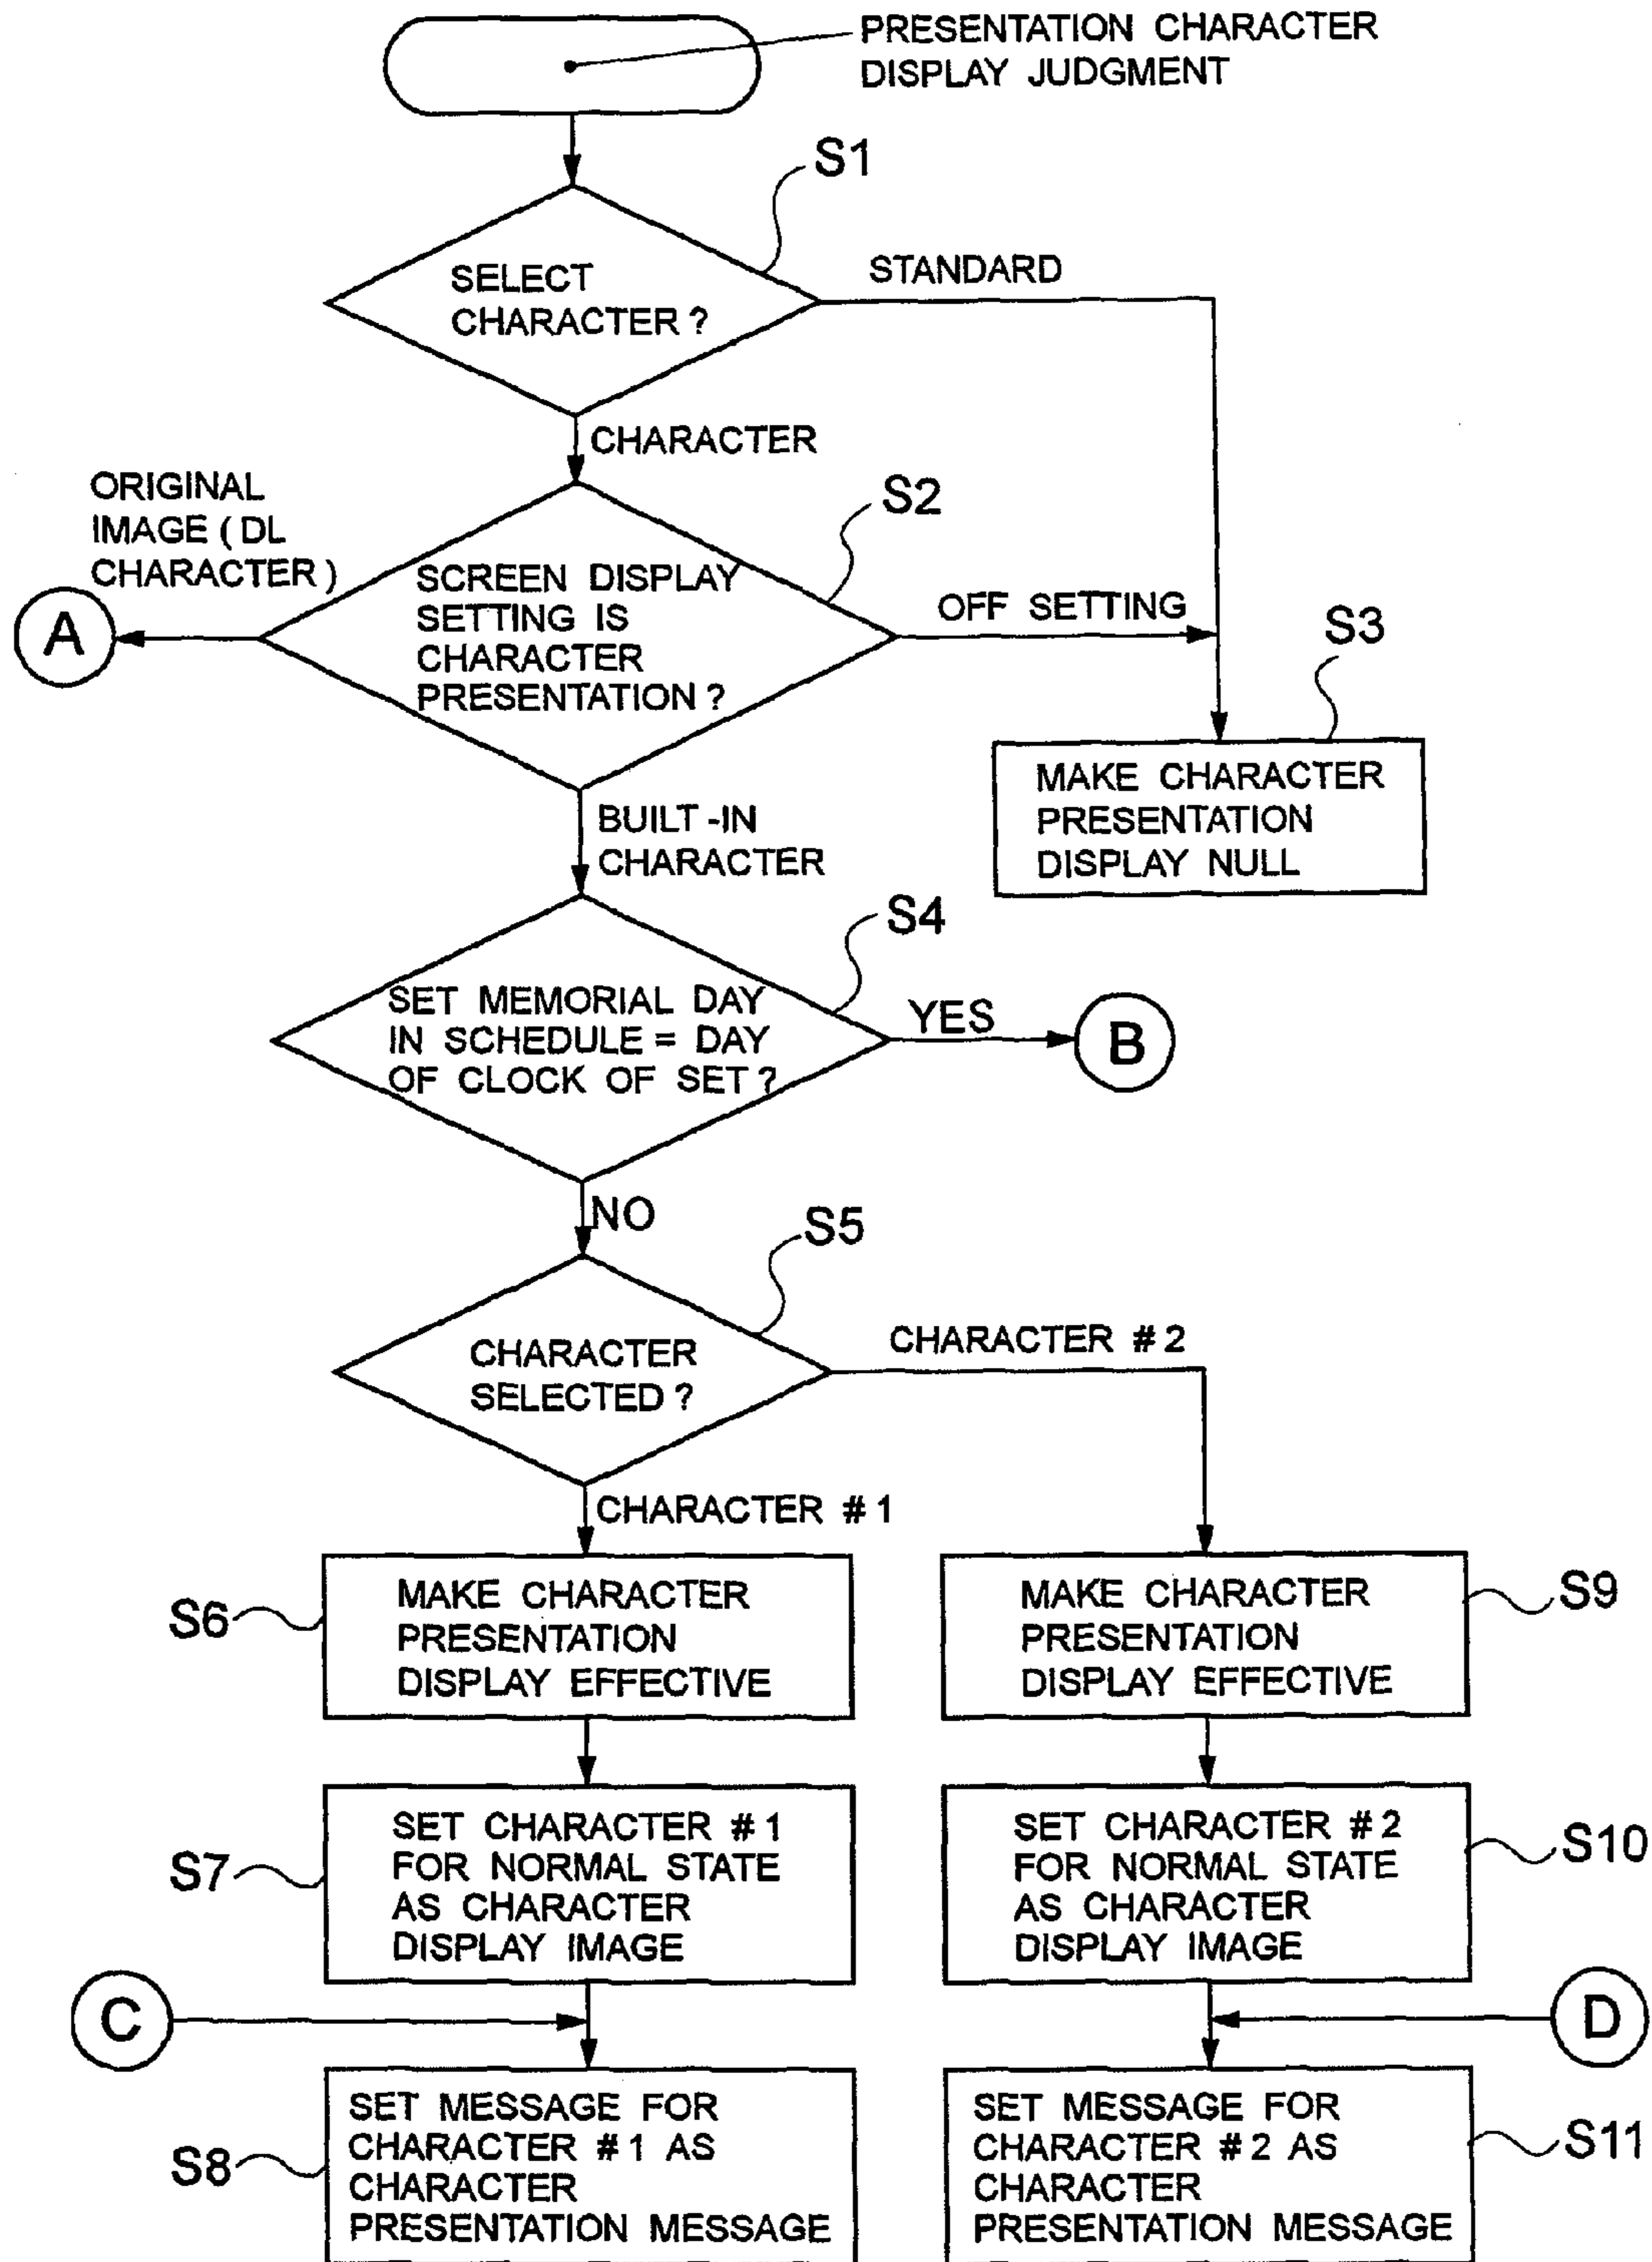 PRESENTATION CHARACTER
DISPLAY JUDGMENT
S1
SELECT
CHARACTER ?
STANDARD
CHARACTER
ORIGINAL
IMAGE ( DL
CHARACTER )
S2
SCREEN DISPLAY
SETTING IS
CHARACTER
PRESENTATION ?
OFF SETTING
A
S3
MAKE CHARACTER
PRESENTATION
DISPLAY NULL
BUILT -IN
CHARACTER
S4
SET MEMORIAL DAY
IN SCHEDULE = DAY
OF CLOCK OF SET ?
YES
B
NO
S5
CHARACTER
SELECTED ?
CHARACTER # 2
CHARACTER # 1
S6
MAKE CHARACTER
PRESENTATION
DISPLAY EFFECTIVE
MAKE CHARACTER
PRESENTATION
DISPLAY EFFECTIVE
S9
S7
SET CHARACTER # 1
FOR NORMAL STATE
AS CHARACTER
DISPLAY IMAGE
SET CHARACTER # 2
FOR NORMAL STATE
AS CHARACTER
DISPLAY IMAGE
S10
C
D
S8
SET MESSAGE FOR
CHARACTER # 1 AS
CHARACTER
PRESENTATION MESSAGE
SET MESSAGE FOR
CHARACTER # 2 AS
CHARACTER
PRESENTATION MESSAGE
S11